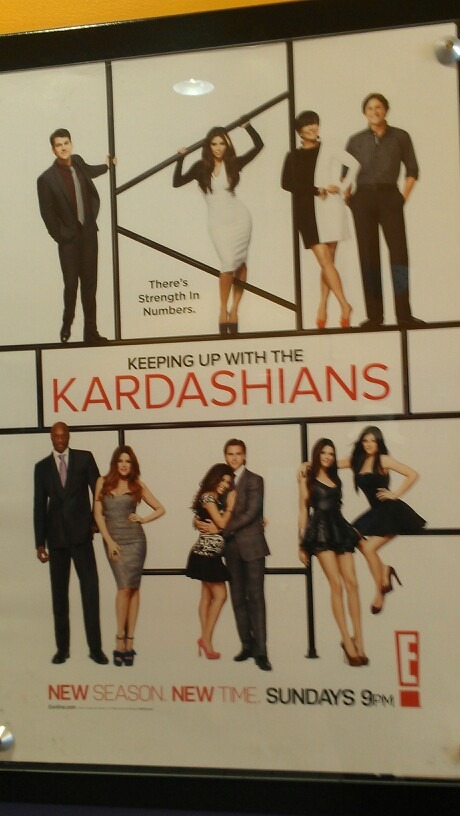 There's
Strength In
Numbers.
KEEPING UP WITH THE
KARDASHIANS
E!
NEW SEASON. NEW TIME. SUNDAYS 9PM